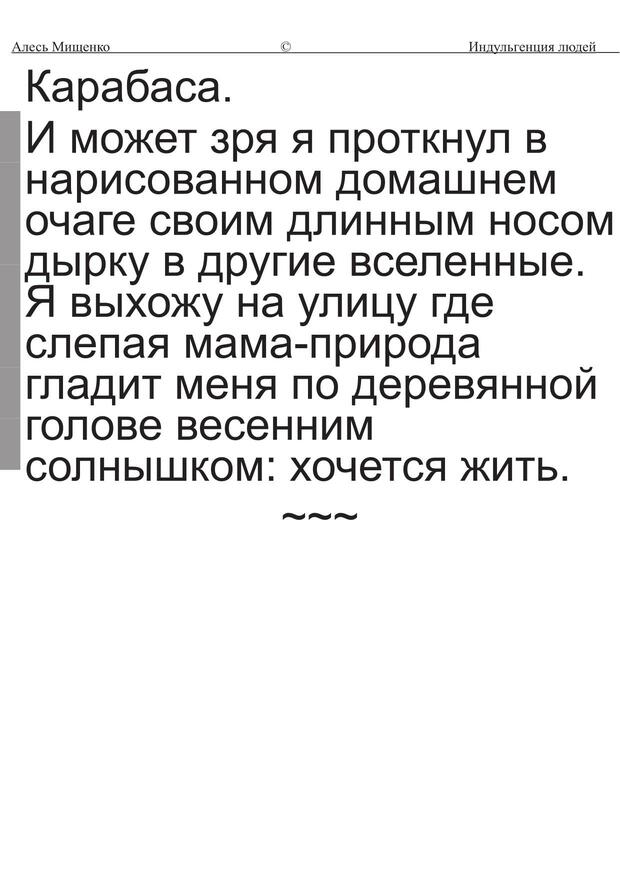 Алесь Мищенко © Индульгенция людей
Карабаса.
И может зря я проткнул в
нарисованном домашнем
очаге своим длинным носом
дырку в другие вселенные.
Я выхожу на улицу где
слепая мама-природа
гладит меня по деревянной
голове весенним
солнышком: хочется жить.
~~~